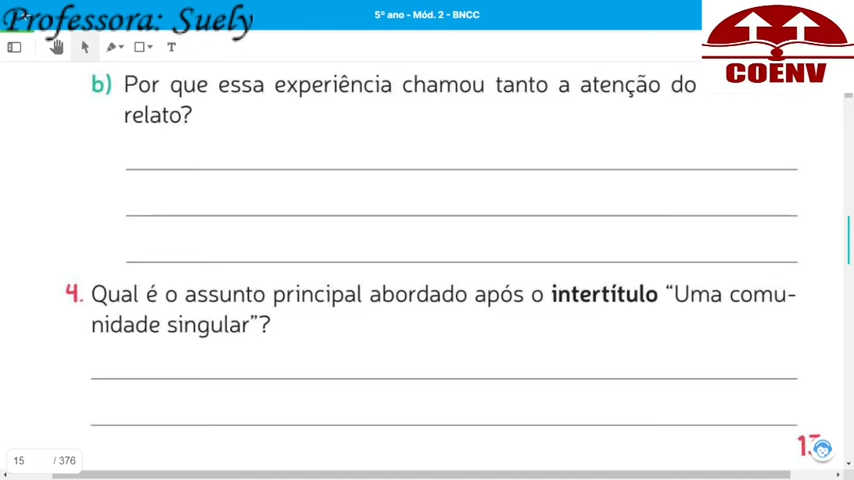 Professora: Suely
5º ano - Mód. 2 - BNCC
COENV
T
b) Por que essa experiência chamou tanto a atenção do
relato?
4. Qual é o assunto principal abordado após o intertítulo “Uma comu-
nidade singular”?
15 / 376